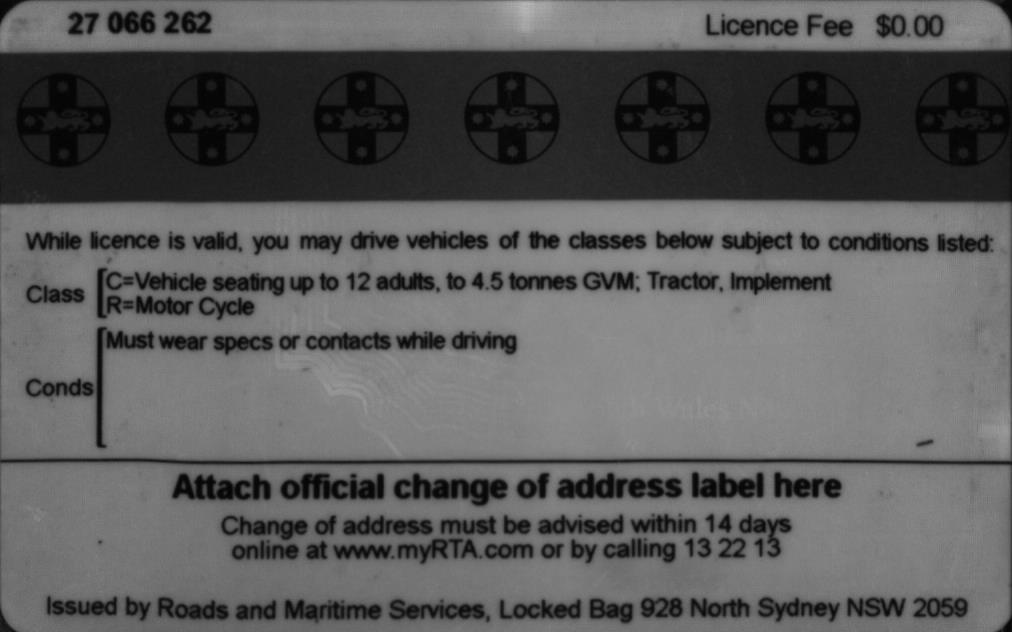 27 066 262 Licence Fee $0.00
While licence is valid, you may drive vehicles of the classes below subject to conditions listed:
Class C=Vehicle seating up to 12 adults, to 4.5 tonnes GVM; Tractor, Implement
R=Motor Cycle
Must wear specs or contacts while driving
Conds
Wales
Attach official change of address label here
Change of address must be advised within 14 days
online at www.myRTA.com or by calling 13 22 13
Issued by Roads and Maritime Services, Locked Bag 928 North Sydney NSW 2059